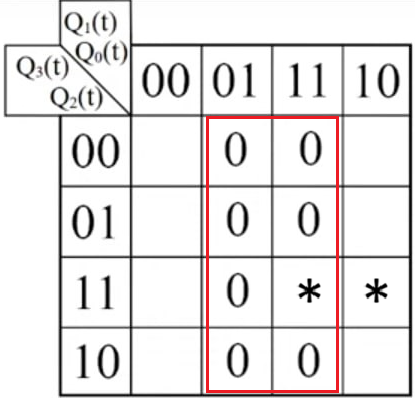 Q₁(t)
Q₀(t)
Q₃(t)
Q₂(t)
00 01 11 10
00 0 0
01 0 0
11 0 * *
10 0 0